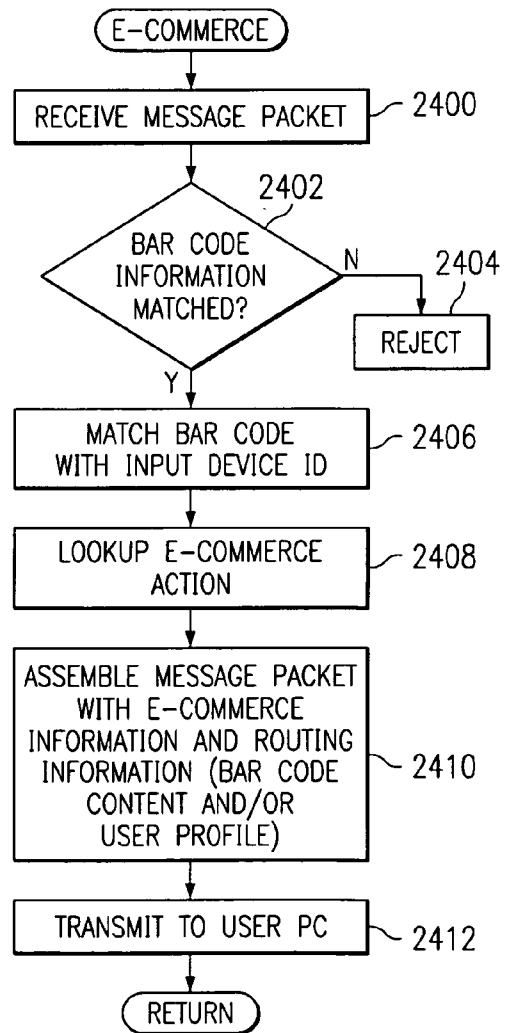 E-COMMERCE
RECEIVE MESSAGE PACKET
2400
2402
BAR CODE
INFORMATION
MATCHED?
N
2404
REJECT
Y
MATCH BAR CODE
WITH INPUT DEVICE ID
2406
LOOKUP E-COMMERCE
ACTION
2408
ASSEMBLE MESSAGE PACKET
WITH E-COMMERCE
INFORMATION AND ROUTING
INFORMATION (BAR CODE
CONTENT AND/OR
USER PROFILE)
2410
TRANSMIT TO USER PC
2412
RETURN